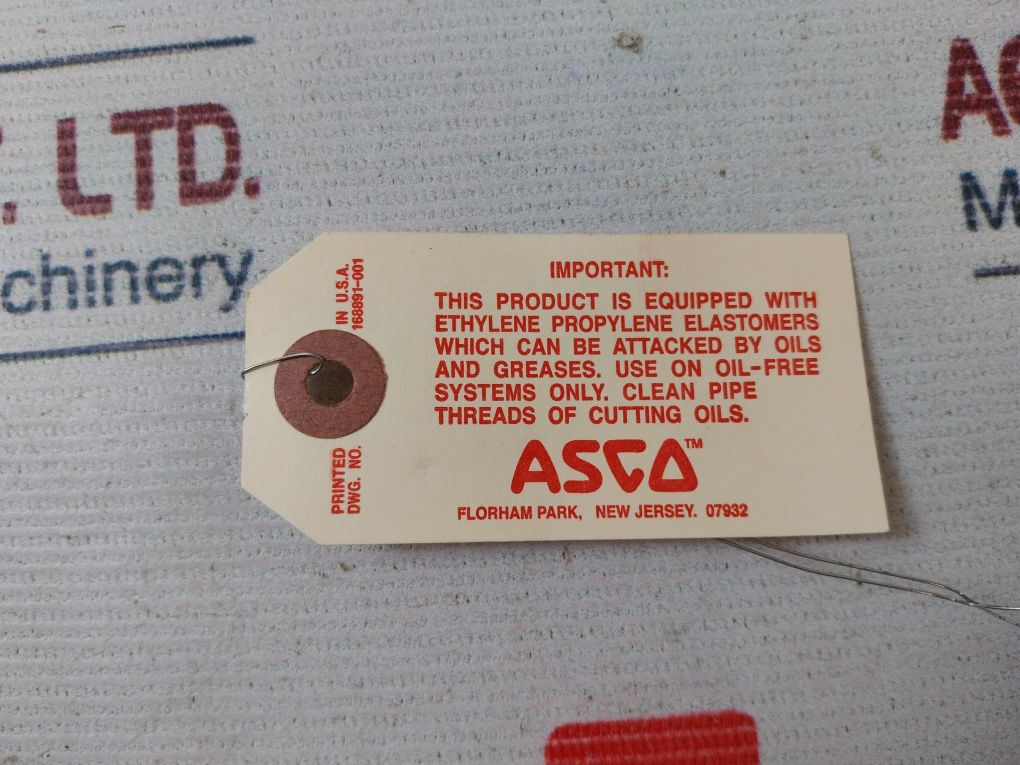 LTD.
chinery
IMPORTANT:
THIS PRODUCT IS EQUIPPED WITH
ETHYLENE PROPYLENE ELASTOMERS
WHICH CAN BE ATTACKED BY OILS
AND GREASES. USE ON OIL-FREE
SYSTEMS ONLY. CLEAN PIPE
THREADS OF CUTTING OILS.
ASCO™
FLORHAM PARK, NEW JERSEY. 07932
PRINTED IN U.S.A.
DWG. NO. 168891-001